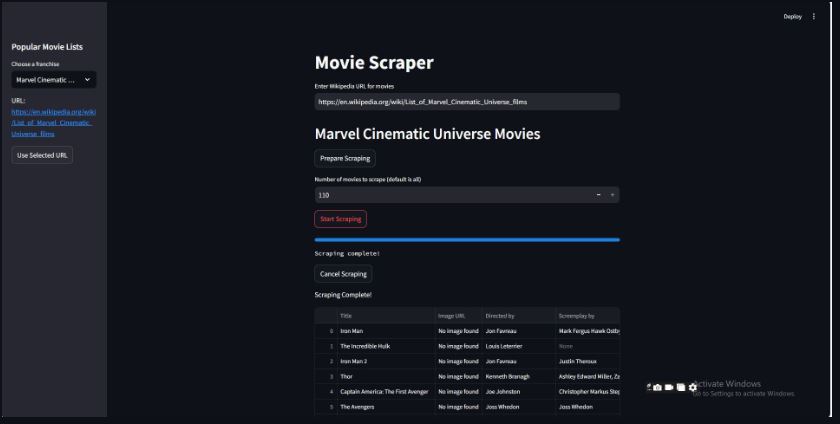 Deploy
Popular Movie Lists
Choose a franchise
Marvel Cinematic ...
URL:
https://en.wikipedia.org/wiki
/List_of_Marvel_Cinematic_
Universe_films
Use Selected URL
Movie Scraper
Enter Wikipedia URL for movies
https://en.wikipedia.org/wiki/List_of_Marvel_Cinematic_Universe_films
Marvel Cinematic Universe Movies
Prepare Scraping
Number of movies to scrape (default is all)
110 - +
Start Scraping
Scraping complete!
Cancel Scraping
Scraping Complete!
Title Image URL Directed by Screenplay by
0 Iron Man No image found Jon Favreau Mark Fergus Hawk Ostb
1 The Incredible Hulk No image found Louis Leterrier None
2 Iron Man 2 No image found Jon Favreau Justin Theroux
3 Thor No image found Kenneth Branagh Ashley Edward Miller, Za
4 Captain America: The First Avenger No image found Joe Johnston Christopher Markus Step
5 The Avengers No image found Joss Whedon Joss Whedon
Activate Windows
Go to Settings to activate Windows.